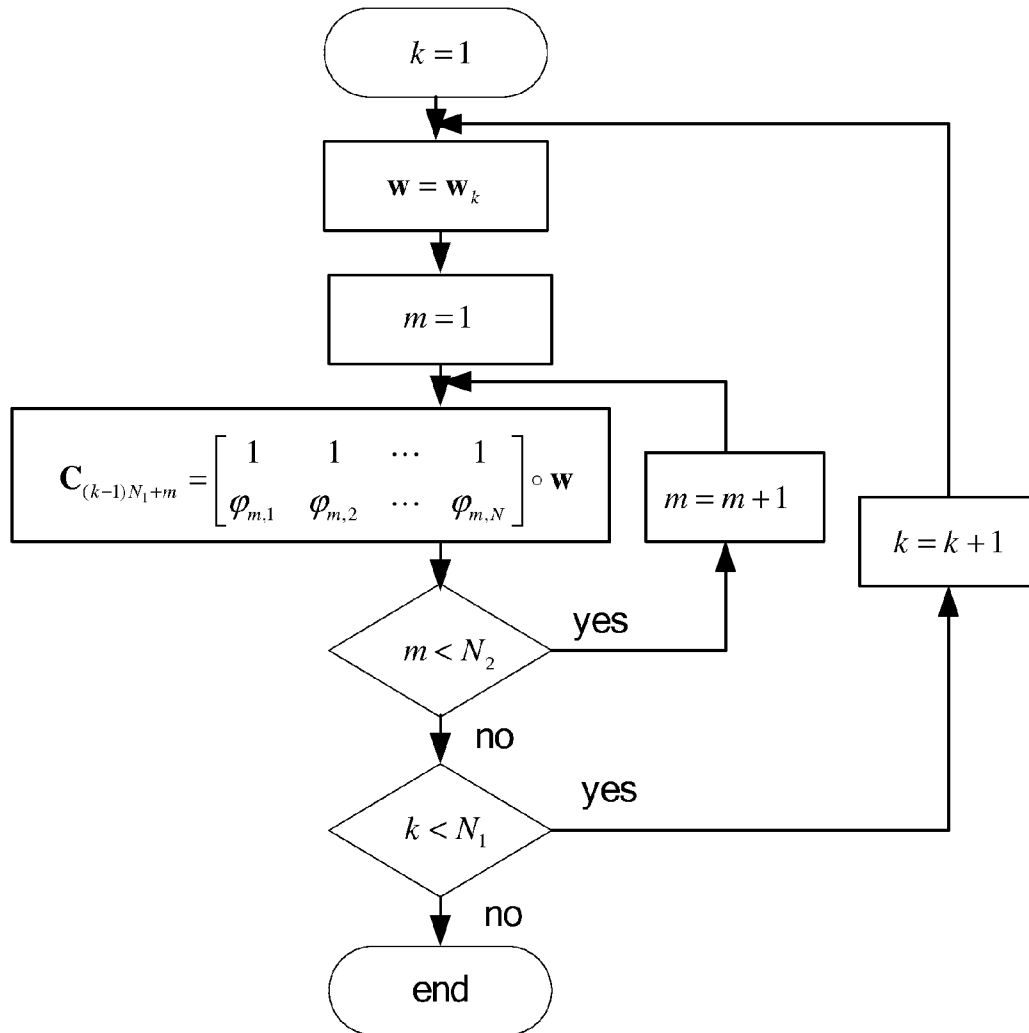 k = 1
w = w_k
m = 1
C_{(k-1)N_1+m} = [ 1 1 ⋯ 1
φ_{m,1} φ_{m,2} ⋯ φ_{m,N} ] ∘ w
m = m + 1
k = k + 1
m < N_2
yes
no
k < N_1
yes
no
end